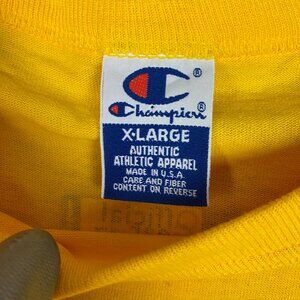 ®
Champion®
X-LARGE
AUTHENTIC
ATHLETIC APPAREL
MADE IN U.S.A.
CARE AND FIBER
CONTENT ON REVERSE